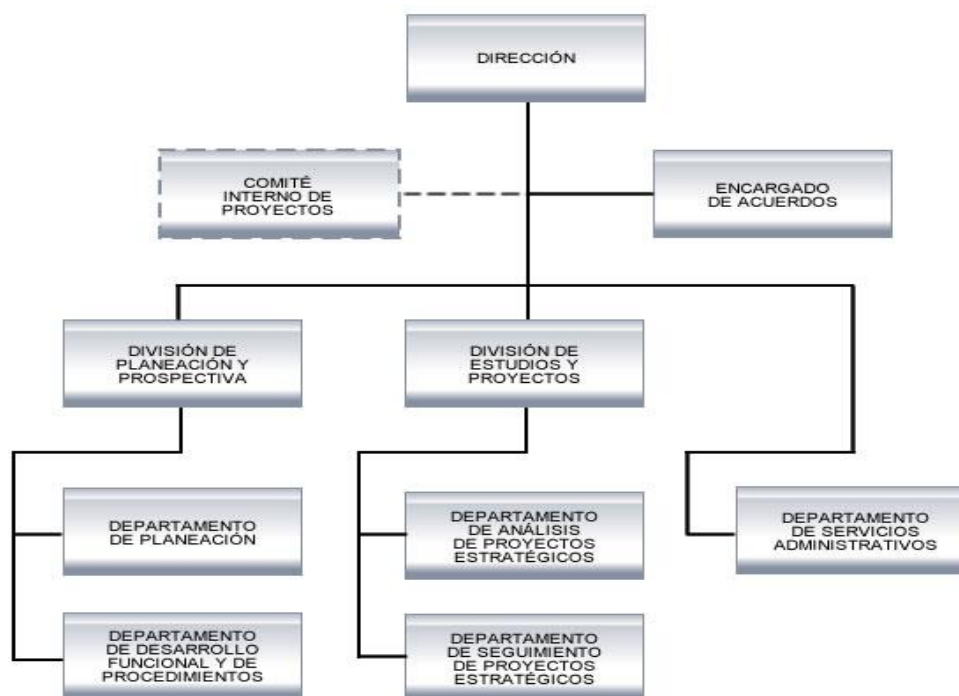 DIRECCIÓN
COMITÉ
INTERNO DE
PROYECTOS
ENCARGADO
DE ACUERDOS
DIVISIÓN DE
PLANEACIÓN Y
PROSPECTIVA
DIVISIÓN DE
ESTUDIOS Y
PROYECTOS
DEPARTAMENTO
DE PLANEACIÓN
DEPARTAMENTO
DE ANÁLISIS
DE PROYECTOS
ESTRATÉGICOS
DEPARTAMENTO
DE SERVICIOS
ADMINISTRATIVOS
DEPARTAMENTO
DE DESARROLLO
FUNCIONAL Y DE
PROCEDIMIENTOS
DEPARTAMENTO
DE SEGUIMIENTO
DE PROYECTOS
ESTRATÉGICOS